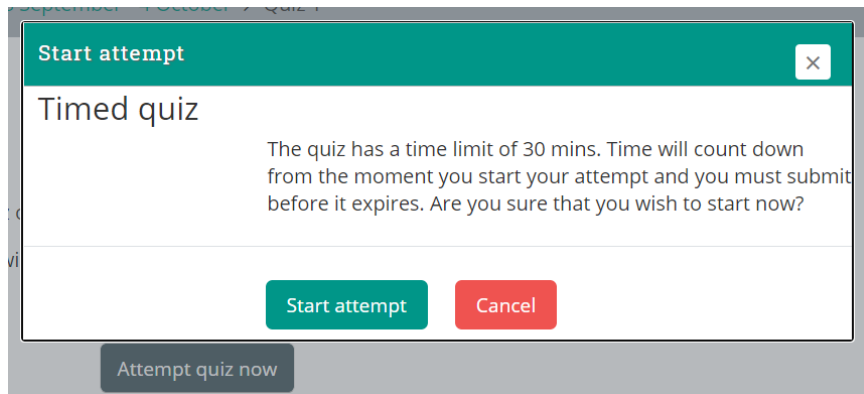 4 October > Quiz 1
Start attempt
×
Timed quiz
The quiz has a time limit of 30 mins. Time will count down
from the moment you start your attempt and you must submit
before it expires. Are you sure that you wish to start now?
Start attempt Cancel
Attempt quiz now